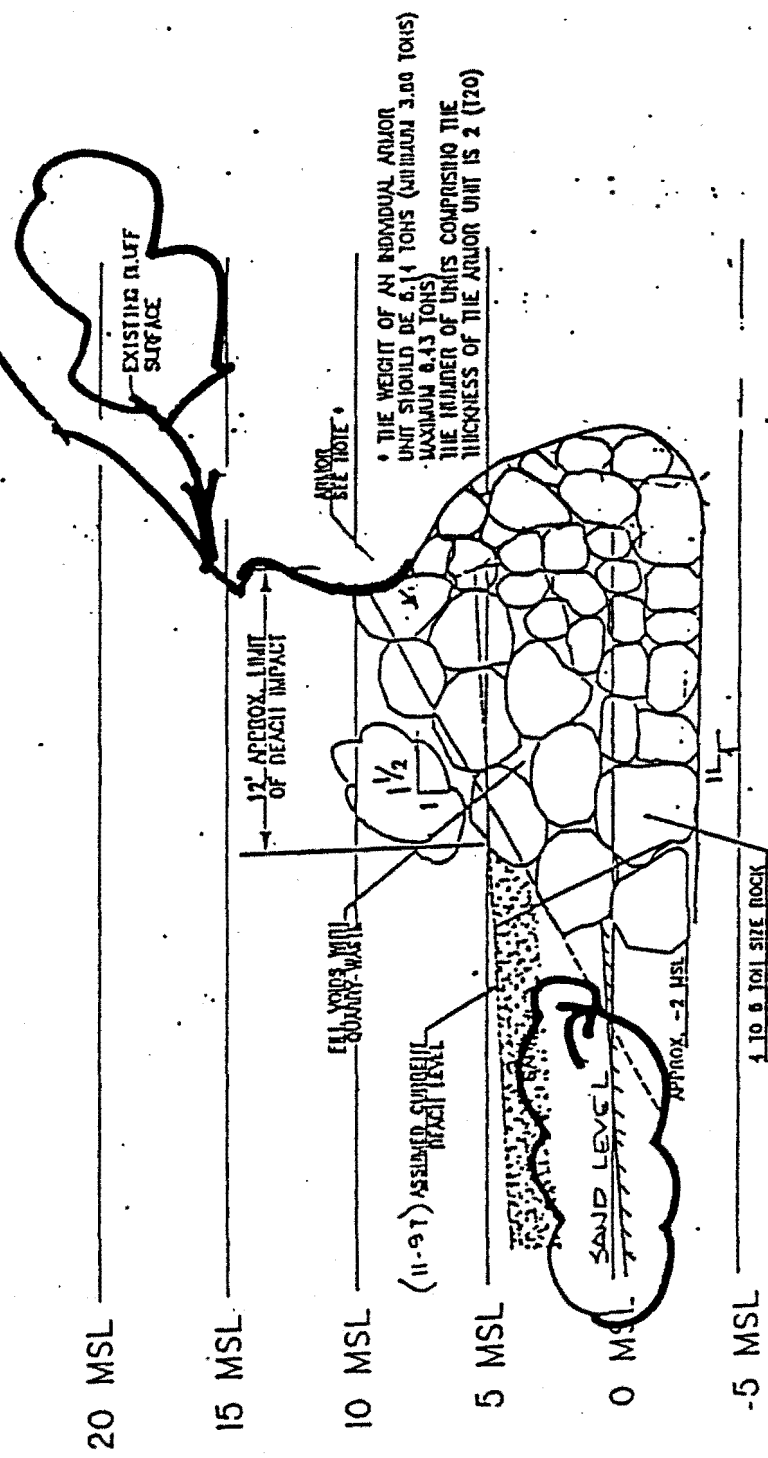 20 MSL
15 MSL
10 MSL
5 MSL
0 MSL
-5 MSL
EXISTING BLUFF
SURFACE
12' APPROX. LIMIT
OF BEACH IMPACT
ARMOR
SEE NOTE *
* THE WEIGHT OF AN INDIVIDUAL ARMOR
UNIT SHOULD BE TONS (MINIMUM 3.00 TONS)
MAXIMUM 8.43 TONS)
THE NUMBER OF UNITS COMPRISING THE
THICKNESS OF THE ARMOR UNIT IS 2 (T20)
FILL VOIDS WITH
QUARRY-WASTE
1 1/2
1
(11-97) ASSUMED CURRENT
BEACH LEVEL
SAND LEVEL
APPROX. -2 MSL
4 TO 6 TON SIZE ROCK